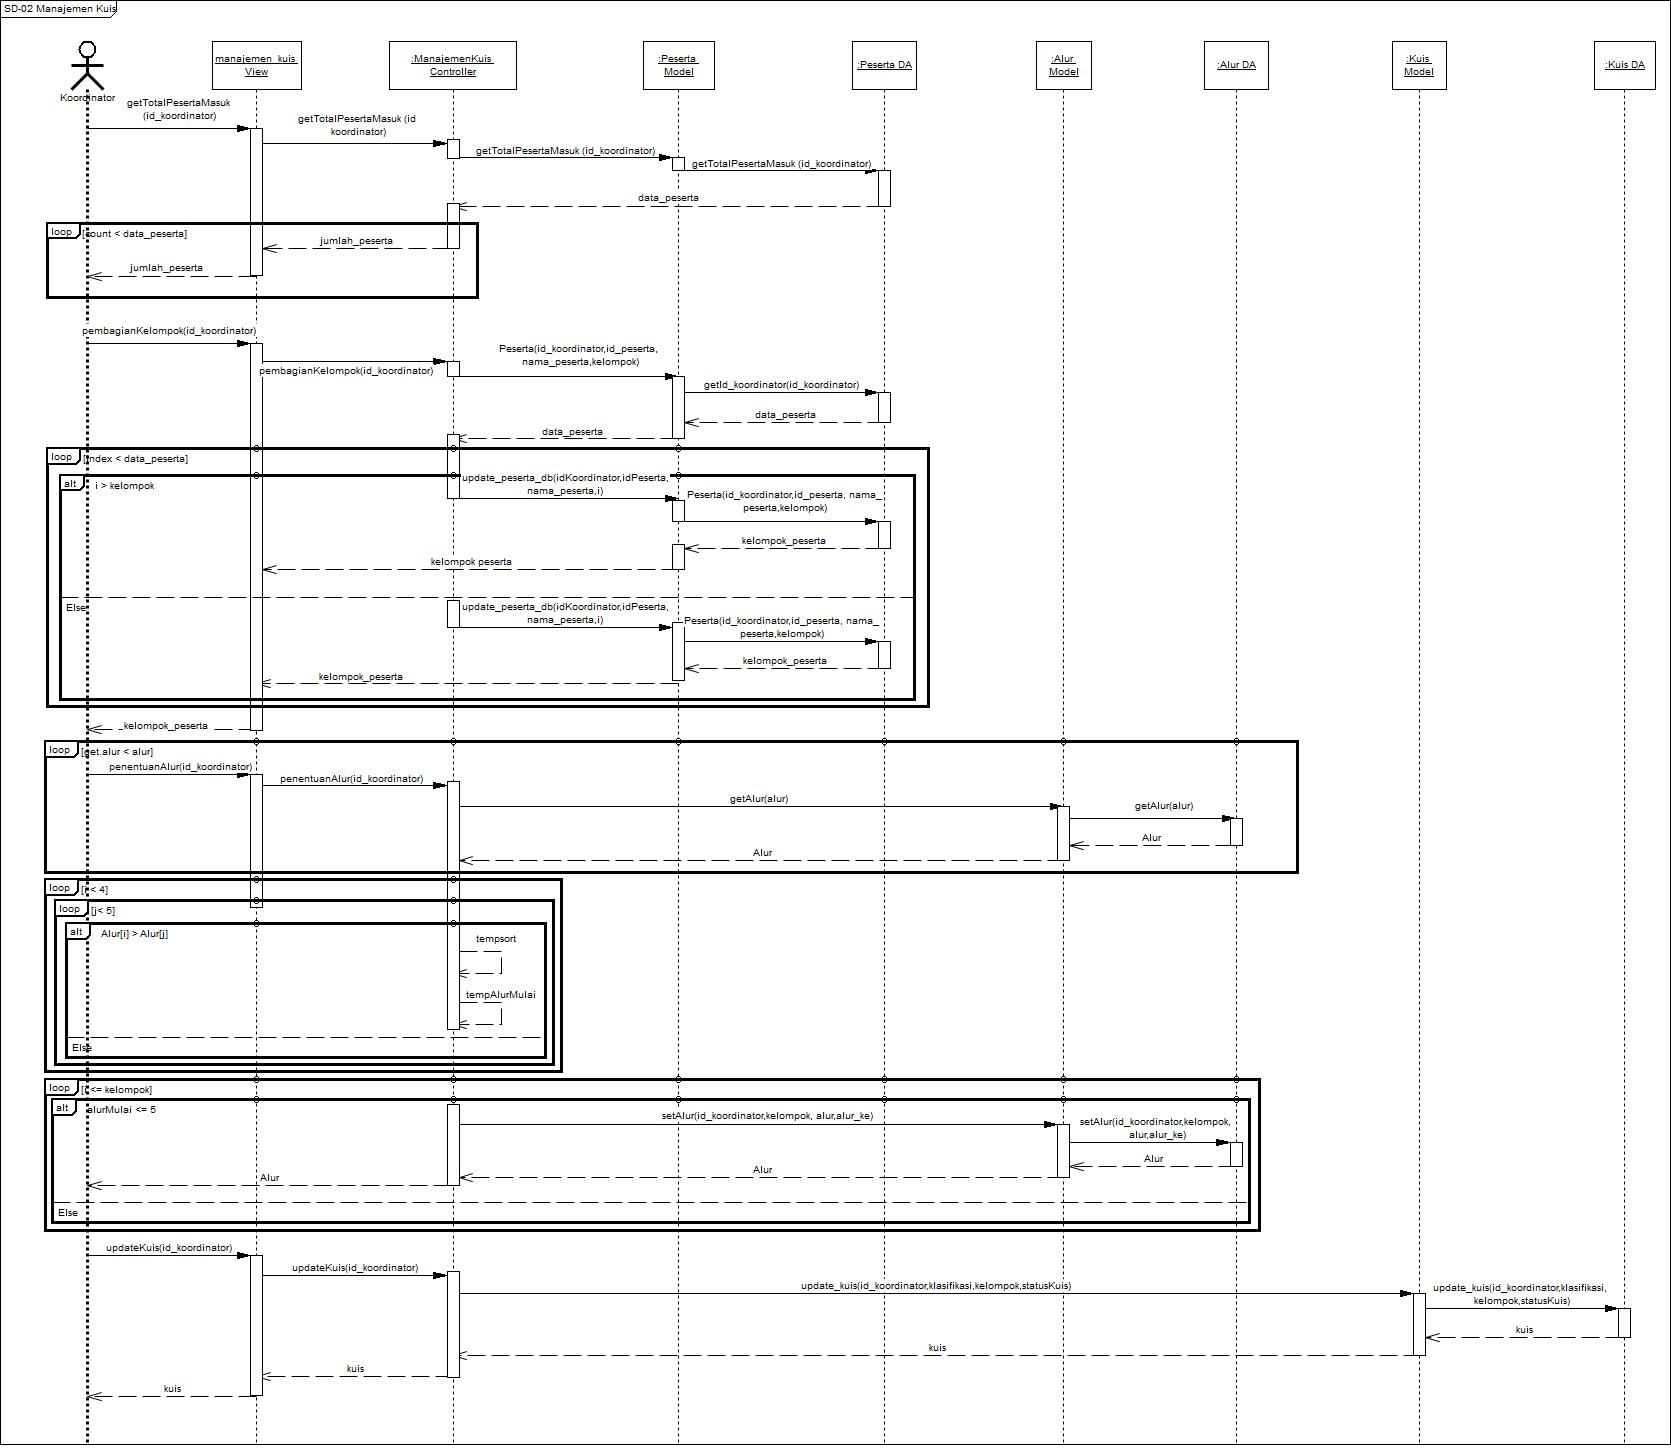 SD-02 Manajemen Kuis
Koordinator
manajemen_kuis
View
:ManajemenKuis
Controller
:Peserta
Model
:Peserta DA
:Alur
Model
:Alur DA
:Kuis
Model
:Kuis DA
getTotalPesertaMasuk
(id_koordinator)
getTotalPesertaMasuk (id
koordinator)
getTotalPesertaMasuk (id_koordinator)
getTotalPesertaMasuk (id_koordinator)
data_peserta
loop
[count < data_peserta]
jumlah_peserta
jumlah_peserta
pembagianKelompok(id_koordinator)
pembagianKelompok(id_koordinator)
Peserta(id_koordinator,id_peserta,
nama_peserta,kelompok)
getId_koordinator(id_koordinator)
data_peserta
data_peserta
loop
[index < data_peserta]
alt
i > kelompok
update_peserta_db(idKoordinator,idPeserta,
nama_peserta,i)
Peserta(id_koordinator,id_peserta, nama_
peserta,kelompok)
kelompok_peserta
kelompok peserta
Else
update_peserta_db(idKoordinator,idPeserta,
nama_peserta,i)
Peserta(id_koordinator,id_peserta, nama_
peserta,kelompok)
kelompok_peserta
kelompok_peserta
kelompok_peserta
loop
[get.alur < alur]
penentuanAlur(id_koordinator)
penentuanAlur(id_koordinator)
getAlur(alur)
getAlur(alur)
Alur
Alur
loop
[i < 4]
loop
[j< 5]
alt
Alur[i] > Alur[j]
tempsort
tempAlurMulai
Else
loop
[i <= kelompok]
alt
alurMulai <= 5
setAlur(id_koordinator,kelompok, alur,alur_ke)
setAlur(id_koordinator,kelompok,
alur,alur_ke)
Alur
Alur
Alur
Else
updateKuis(id_koordinator)
updateKuis(id_koordinator)
update_kuis(id_koordinator,klasifikasi,kelompok,statusKuis)
update_kuis(id_koordinator,klasifikasi,
kelompok,statusKuis)
kuis
kuis
kuis
kuis